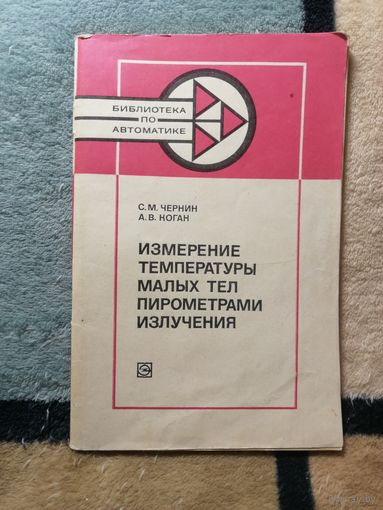 БИБЛИОТЕКА
ПО
АВТОМАТИКЕ
С. М. ЧЕРНИН
А. В. КОГАН
ИЗМЕРЕНИЕ
ТЕМПЕРАТУРЫ
МАЛЫХ ТЕЛ
ПИРОМЕТРАМИ
ИЗЛУЧЕНИЯ